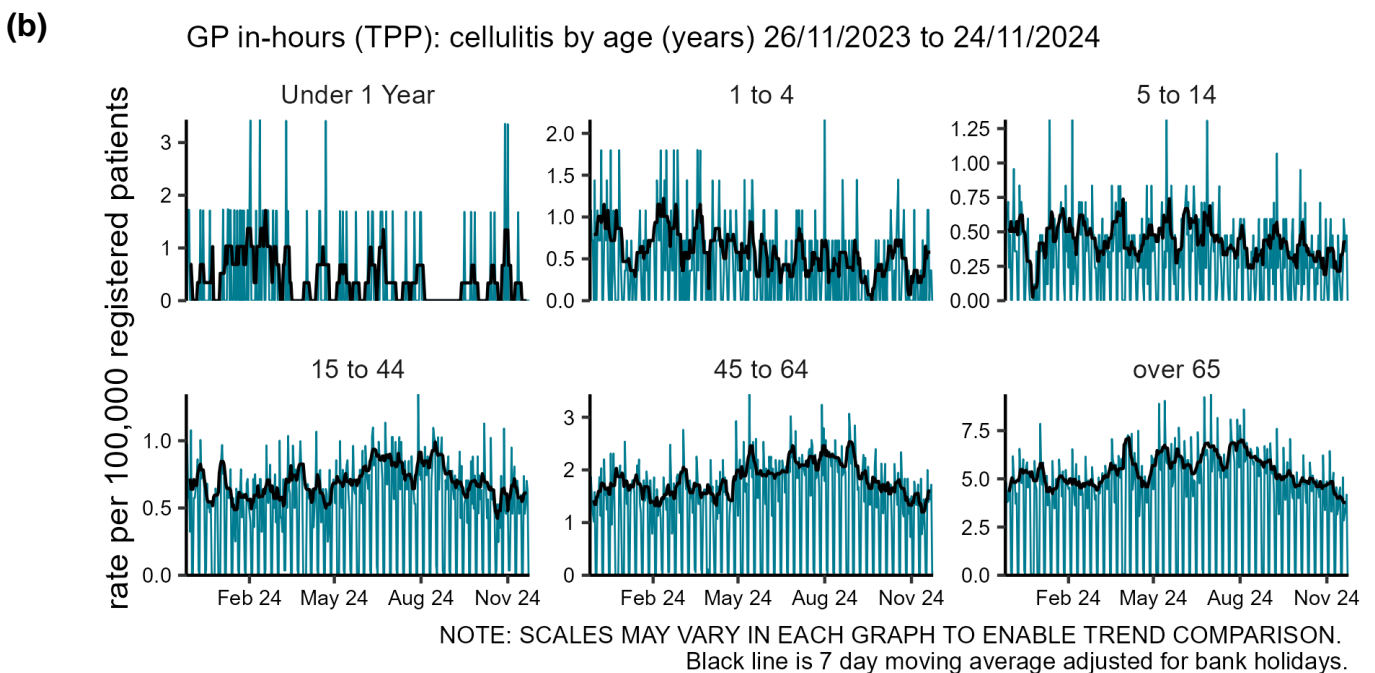 (b)
GP in-hours (TPP): cellulitis by age (years) 26/11/2023 to 24/11/2024
rate per 100,000 registered patients
Under 1 Year
3
2
1
0
1 to 4
2.0
1.5
1.0
0.5
0.0
5 to 14
1.25
1.00
0.75
0.50
0.25
0.00
15 to 44
1.0
0.5
0.0
Feb 24 May 24 Aug 24 Nov 24
45 to 64
3
2
1
0
Feb 24 May 24 Aug 24 Nov 24
over 65
7.5
5.0
2.5
0.0
Feb 24 May 24 Aug 24 Nov 24
NOTE: SCALES MAY VARY IN EACH GRAPH TO ENABLE TREND COMPARISON.
Black line is 7 day moving average adjusted for bank holidays.